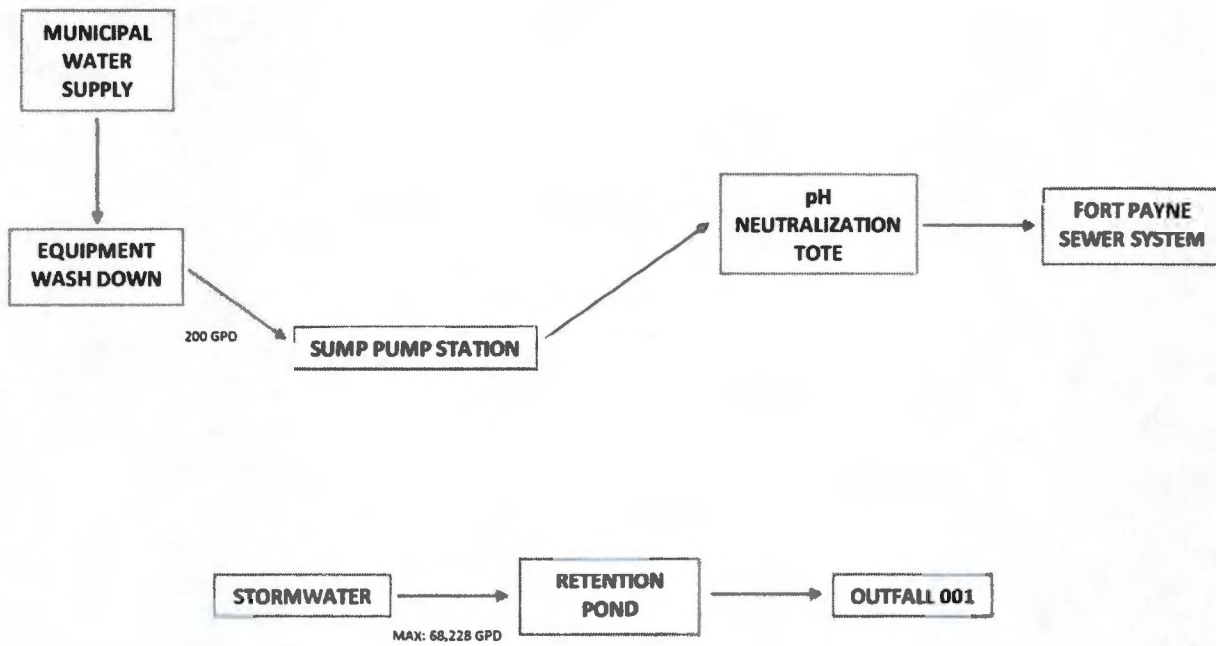 MUNICIPAL
WATER
SUPPLY
EQUIPMENT
WASH DOWN
200 GPD
SUMP PUMP STATION
pH
NEUTRALIZATION
TOTE
FORT PAYNE
SEWER SYSTEM
STORMWATER
MAX: 68,228 GPD
RETENTION
POND
OUTFALL 001